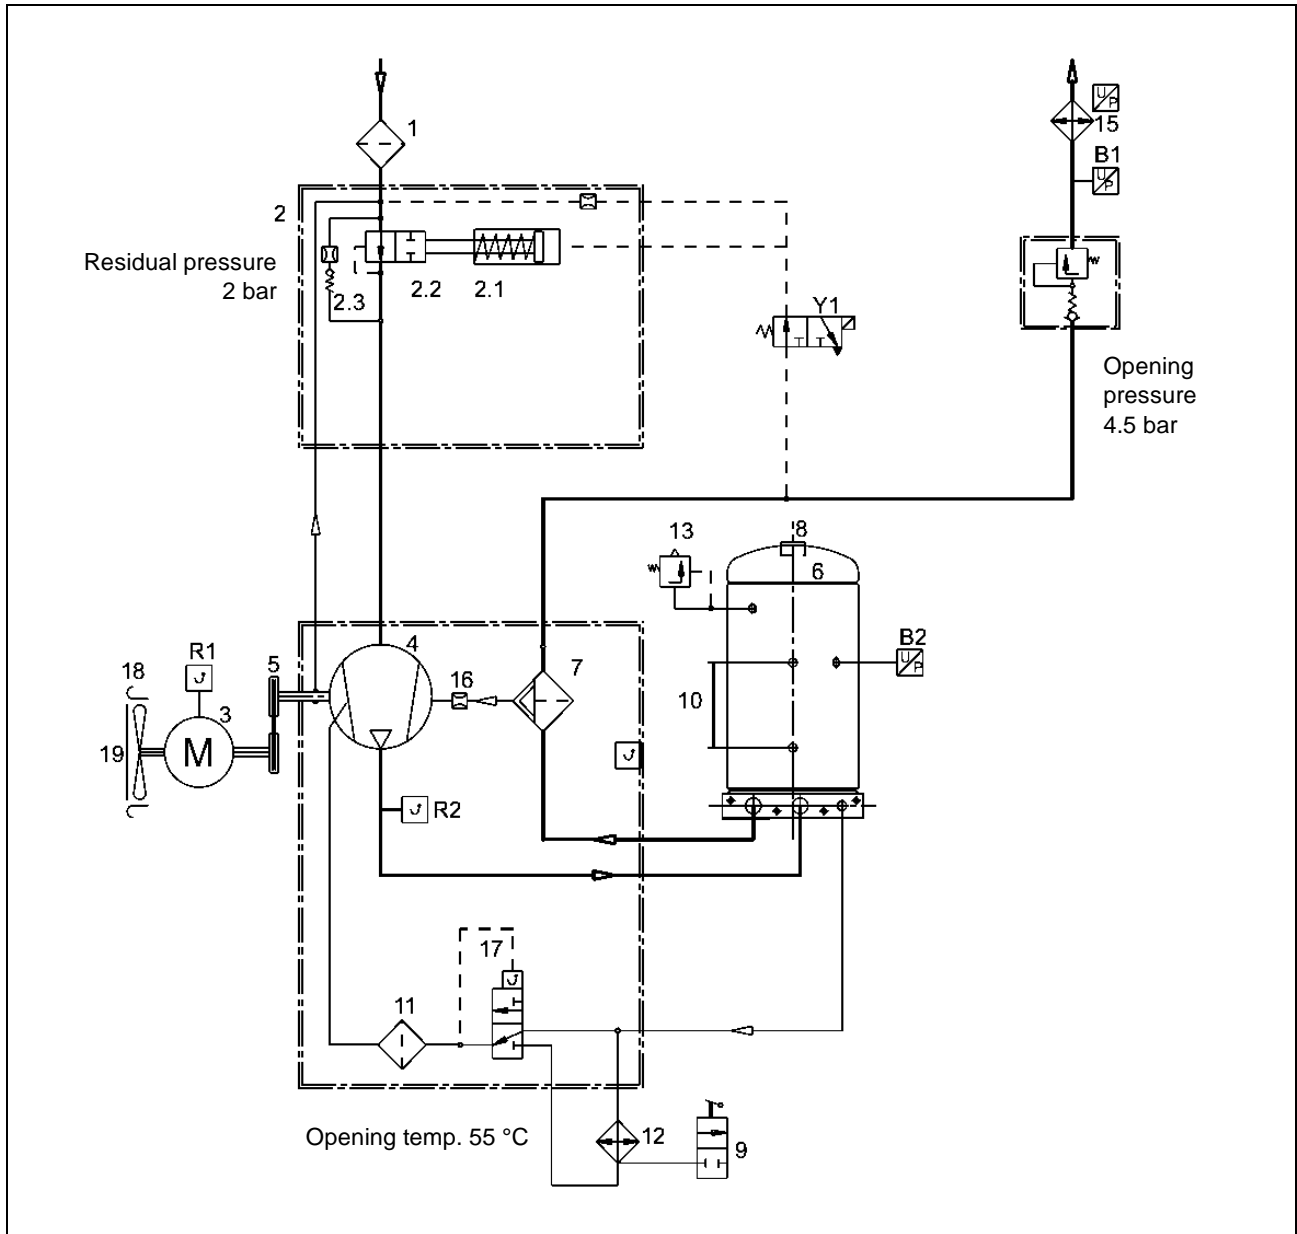 U/P
15
1
B1
U/P
2
Residual pressure
2 bar
2.3
2.2
2.1
Y1
Opening
pressure
4.5 bar
13
8
6
R1
5
4
7
B2
U/P
18
16
10
3
19
M
R2
17
11
Opening temp. 55 °C
12
9